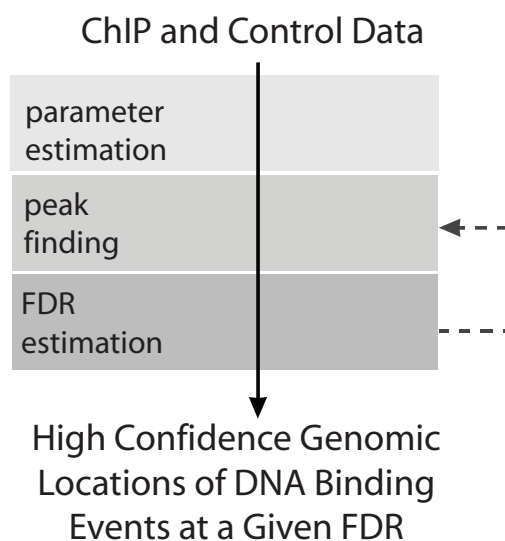 ChIP and Control Data
parameter
estimation
peak
finding
FDR
estimation
High Confidence Genomic
Locations of DNA Binding
Events at a Given FDR